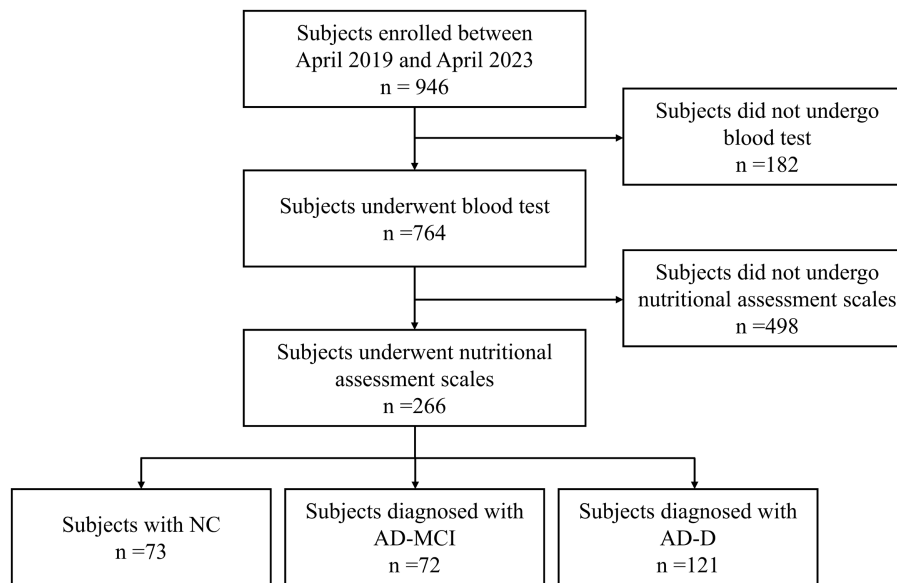 Subjects enrolled between
April 2019 and April 2023
n = 946
Subjects did not undergo
blood test
n =182
Subjects underwent blood test
n =764
Subjects did not undergo
nutritional assessment scales
n =498
Subjects underwent nutritional
assessment scales
n =266
Subjects with NC
n =73
Subjects diagnosed with
AD-MCI
n =72
Subjects diagnosed with
AD-D
n =121